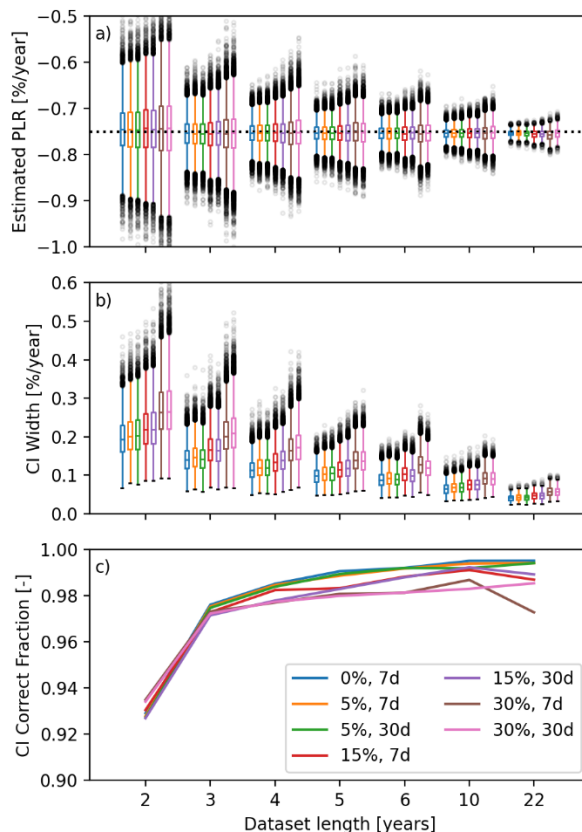 −0.5
a)
−0.6
−0.7
−0.8
−0.9
−1.0
Estimated PLR [%/year]
0.6
b)
0.5
0.4
0.3
0.2
0.1
0.0
CI Width [%/year]
1.00
c)
0.98
0.96
0.94
0.92
0.90
CI Correct Fraction [-]
0%, 7d
5%, 7d
5%, 30d
15%, 7d
15%, 30d
30%, 7d
30%, 30d
2 3 4 5 6 10 22
Dataset length [years]